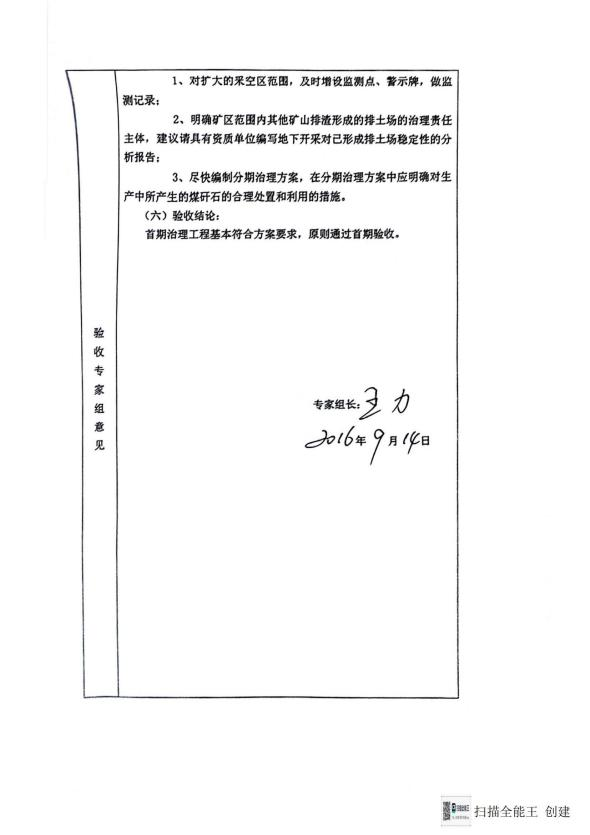 1、对扩大的采空区范围，及时增设监测点、警示牌，做监
测记录；
2、明确矿区范围内其他矿山排渣形成的排土场的治理责任
主体，建议请具有资质单位编写地下开采对已形成排土场稳定性的分
析报告；
3、尽快编制分期治理方案，在分期治理方案中应明确对生
产中所产生的煤矸石的合理处置和利用的措施。
（六）验收结论：
首期治理工程基本符合方案要求，原则通过首期验收。
验收专家组意见
专家组长：王力
2016年9月14日
扫描全能王 创建